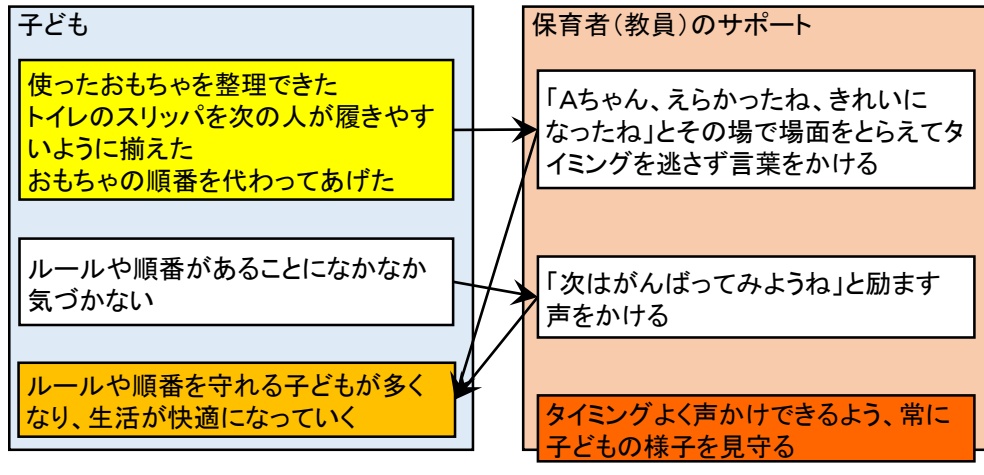 子ども
使ったおもちゃを整理できた
トイレのスリッパを次の人が履きやす
いように揃えた
おもちゃの順番を代わってあげた
ルールや順番があることになかなか
気づかない
ルールや順番を守れる子どもが多く
なり、生活が快適になっていく
保育者(教員)のサポート
「Aちゃん、えらかったね、きれいに
なったね」とその場で場面をとらえてタ
イミングを逃さず言葉をかける
「次はがんばってみようね」と励ます
声をかける
タイミングよく声かけできるよう、常に
子どもの様子を見守る